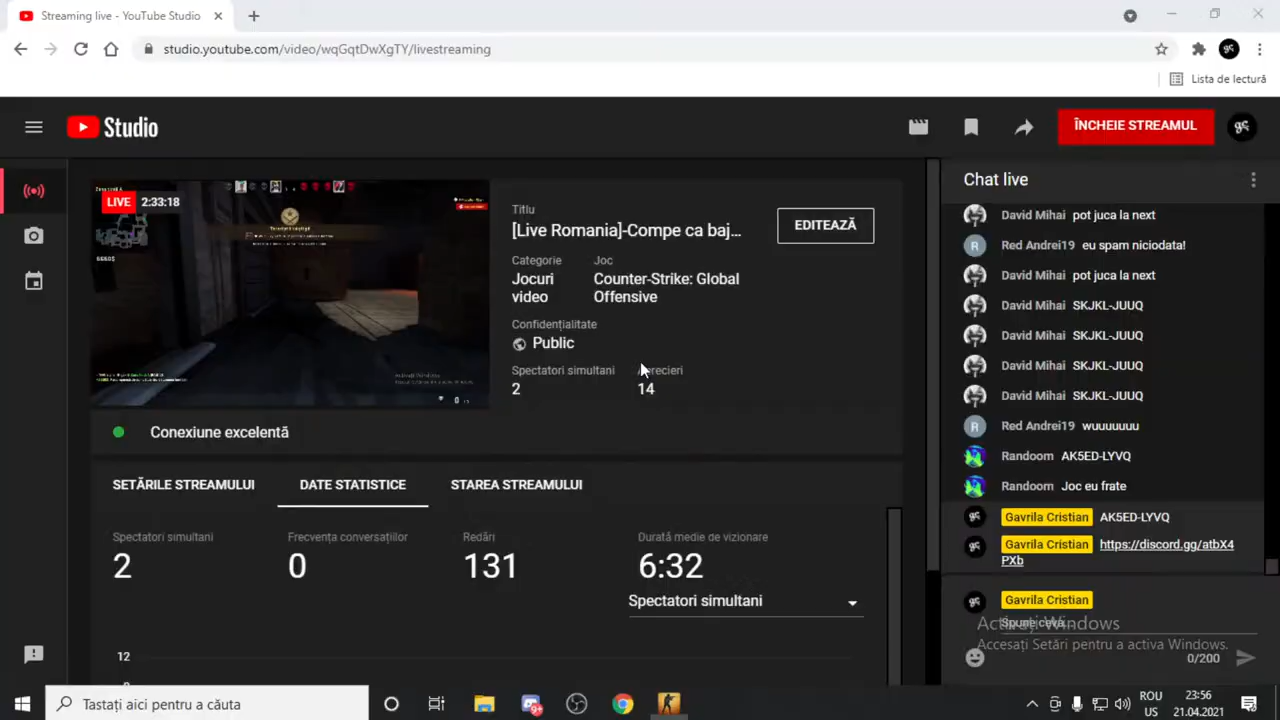 Streaming live - YouTube Studio
studio.youtube.com/video/wqGqtDwXgTY/livestreaming
Lista de lectură
Studio
ÎNCHEIE STREAMUL
LIVE 2:33:18
Titlu
[Live Romania]-Compe ca baj...
EDITEAZĂ
Categorie Joc
Jocuri video
Counter-Strike: Global Offensive
Confidențialitate
Public
Spectatori simultani
2 14
Conexiune excelentă
SETĂRILE STREAMULUI DATE STATISTICE STAREA STREAMULUI
Spectatori simultani Frecvența conversațiilor Redări Durată medie de vizionare
2 0 131 6:32
Spectatori simultani
12
Chat live
David Mihai pot juca la next
Red Andrei19 eu spam niciodata!
David Mihai pot juca la next
David Mihai SKJKL-JUUQ
David Mihai SKJKL-JUUQ
David Mihai SKJKL-JUUQ
David Mihai SKJKL-JUUQ
Red Andrei19 wuuuuuuu
Randoom AK5ED-LYVQ
Randoom Joc eu frate
Gavrila Cristian AK5ED-LYVQ
Gavrila Cristian https://discord.gg/atbX4
PXb
Gavrila Cristian
Spune ceva...
Activați Windows
Accesați Setări pentru a activa Windows.
0/200
Tastați aici pentru a căuta
ROU 23:56
US 21.04.2021